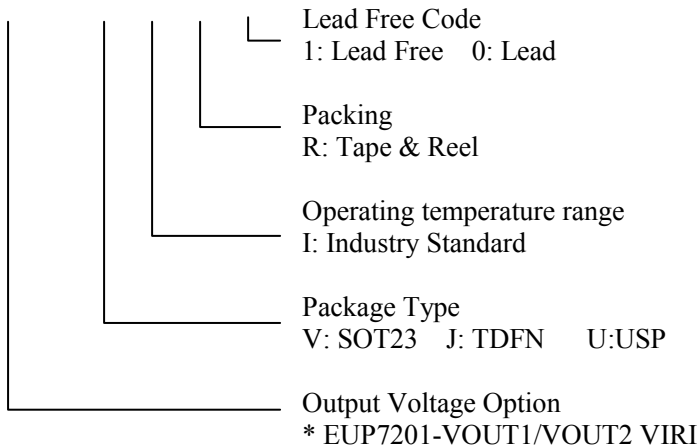 Lead Free Code
1: Lead Free 0: Lead
Packing
R: Tape & Reel
Operating temperature range
I: Industry Standard
Package Type
V: SOT23 J: TDFN U:USP
Output Voltage Option
* EUP7201-VOUT1/VOUT2 VIRI